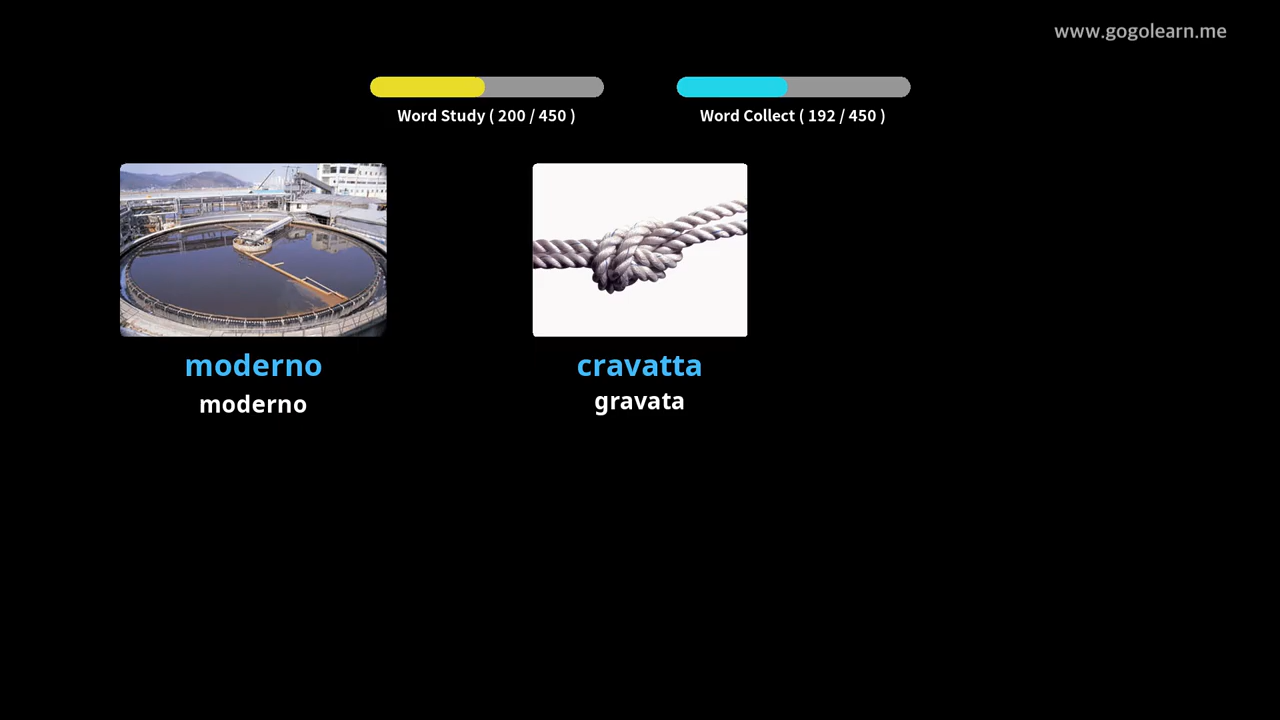 www.gogolearn.me
Word Study ( 200 / 450 )
Word Collect ( 192 / 450 )
moderno
moderno
cravatta
gravata